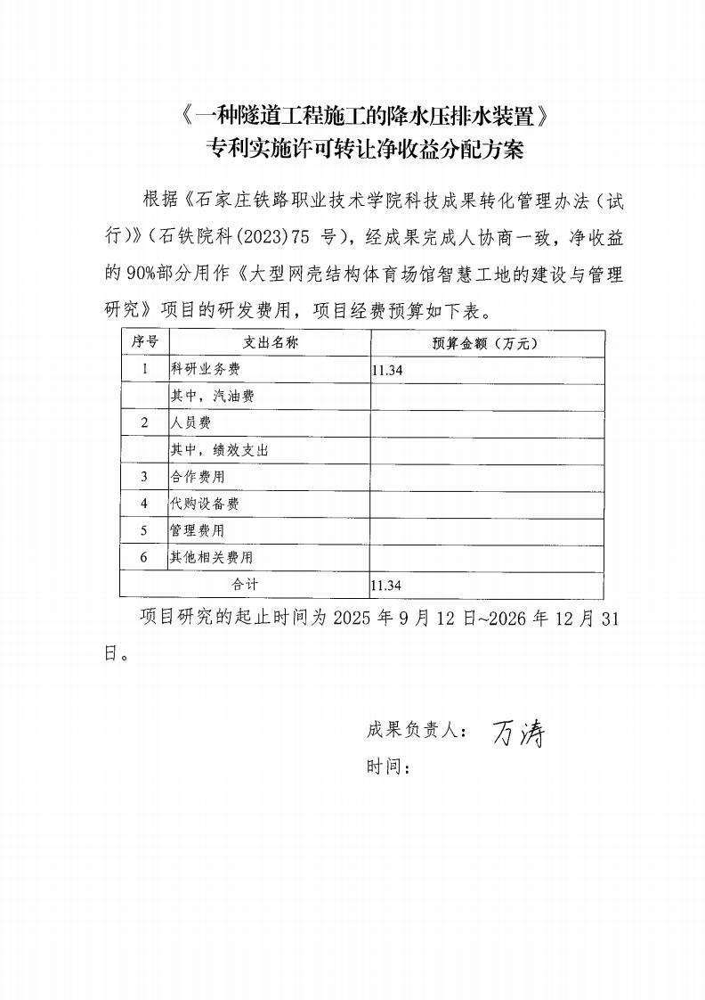 《一种隧道工程施工的降水压排水装置》
专利实施许可转让净收益分配方案
根据《石家庄铁路职业技术学院科技成果转化管理办法（试
行）》（石铁院科(2023)75 号），经成果完成人协商一致，净收益
的 90%部分用作《大型网壳结构体育场馆智慧工地的建设与管理
研究》项目的研发费用，项目经费预算如下表。
序号 支出名称 预算金额（万元）
1 科研业务费 11.34
其中，汽油费
2 人员费
其中，绩效支出
3 合作费用
4 代购设备费
5 管理费用
6 其他相关费用
合计 11.34
项目研究的起止时间为 2025 年 9 月 12 日~2026 年 12 月 31
日。
成果负责人： 万涛
时间：